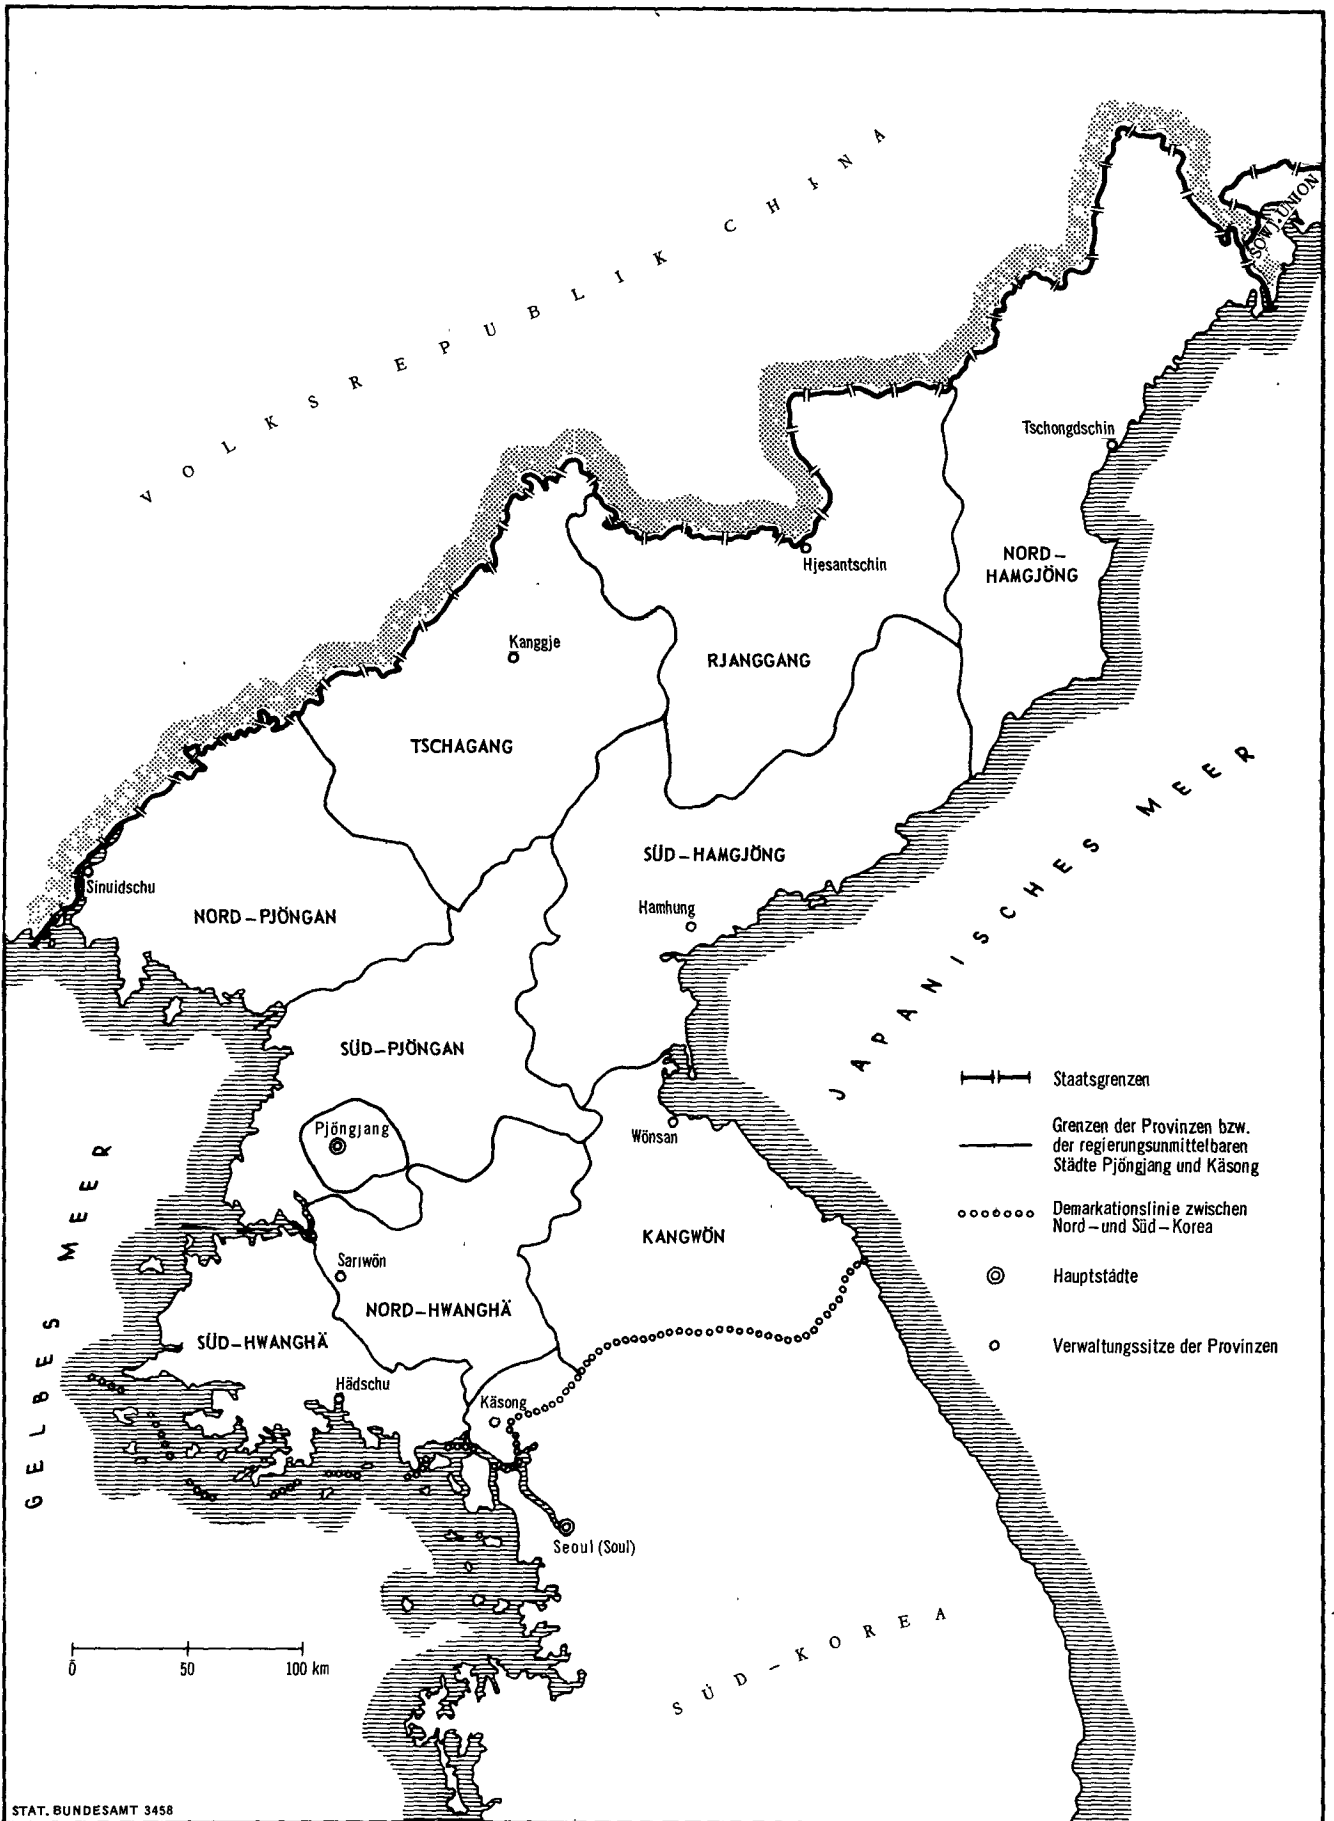 VOLKSREPUBLIK CHINA
SOWJ. UNION
Tschongdschin
NORD-
HAMGJÖNG
Hjesantschin
Kanggje
RJANGGANG
TSCHAGANG
JAPANISCHES MEER
SÜD-HAMGJÖNG
Sinuidschu
NORD-PJÖNGAN
Hamhung
SÜD-PJÖNGAN
Pjöngjang
Wönsan
GELBES MEER
KANGWÖN
Sariwön
NORD-HWANGHÄ
SÜD-HWANGHÄ
Hädschu
Käsong
Seoul (Soul)
SÜD-KOREA
Staatsgrenzen
Grenzen der Provinzen bzw.
der regierungsunmittelbaren
Städte Pjöngjang und Käsong
Demarkationslinie zwischen
Nord-und Süd-Korea
Hauptstädte
Verwaltungssitze der Provinzen
0 50 100 km
STAT. BUNDESAMT 3458